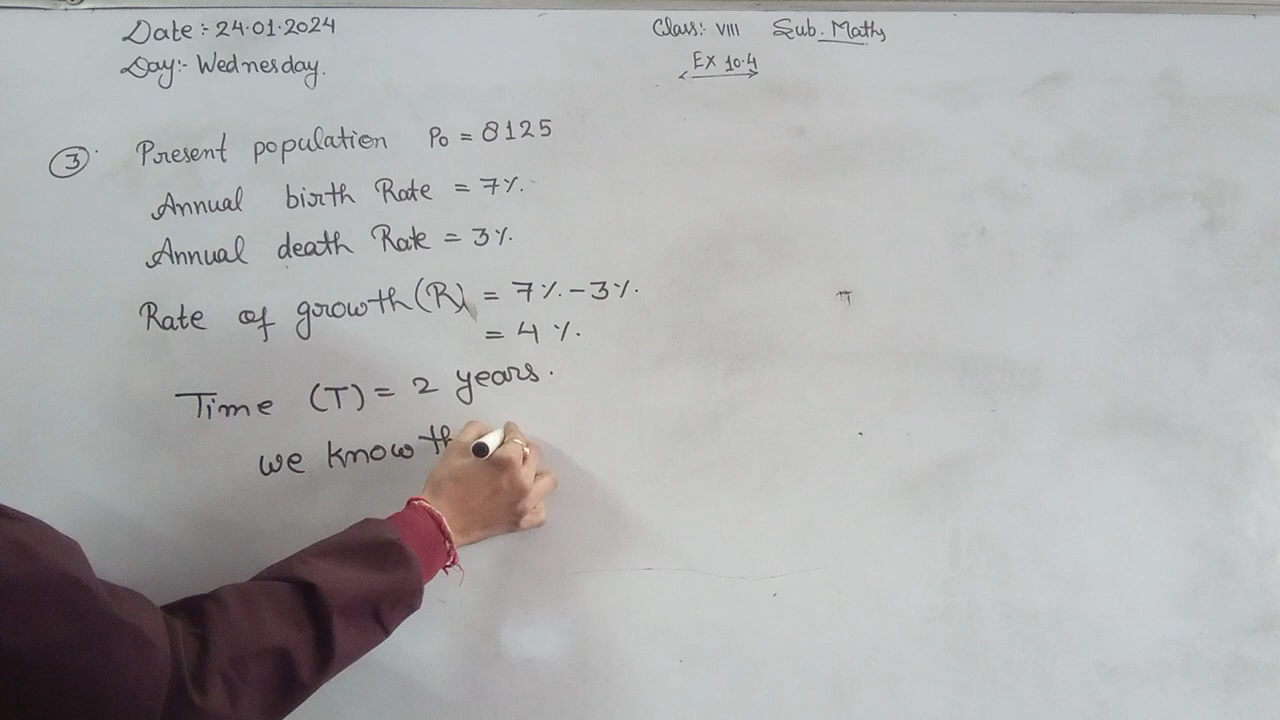 Date :- 24.01.2024
Class:- VIII Sub. Maths
Day:- Wednesday.
Ex 10.4
3. Present population P₀ = 8125
Annual birth Rate = 7%.
Annual death Rate = 3%.
Rate of growth (R) = 7% - 3%.
= 4 %.
Time (T) = 2 years.
we know th